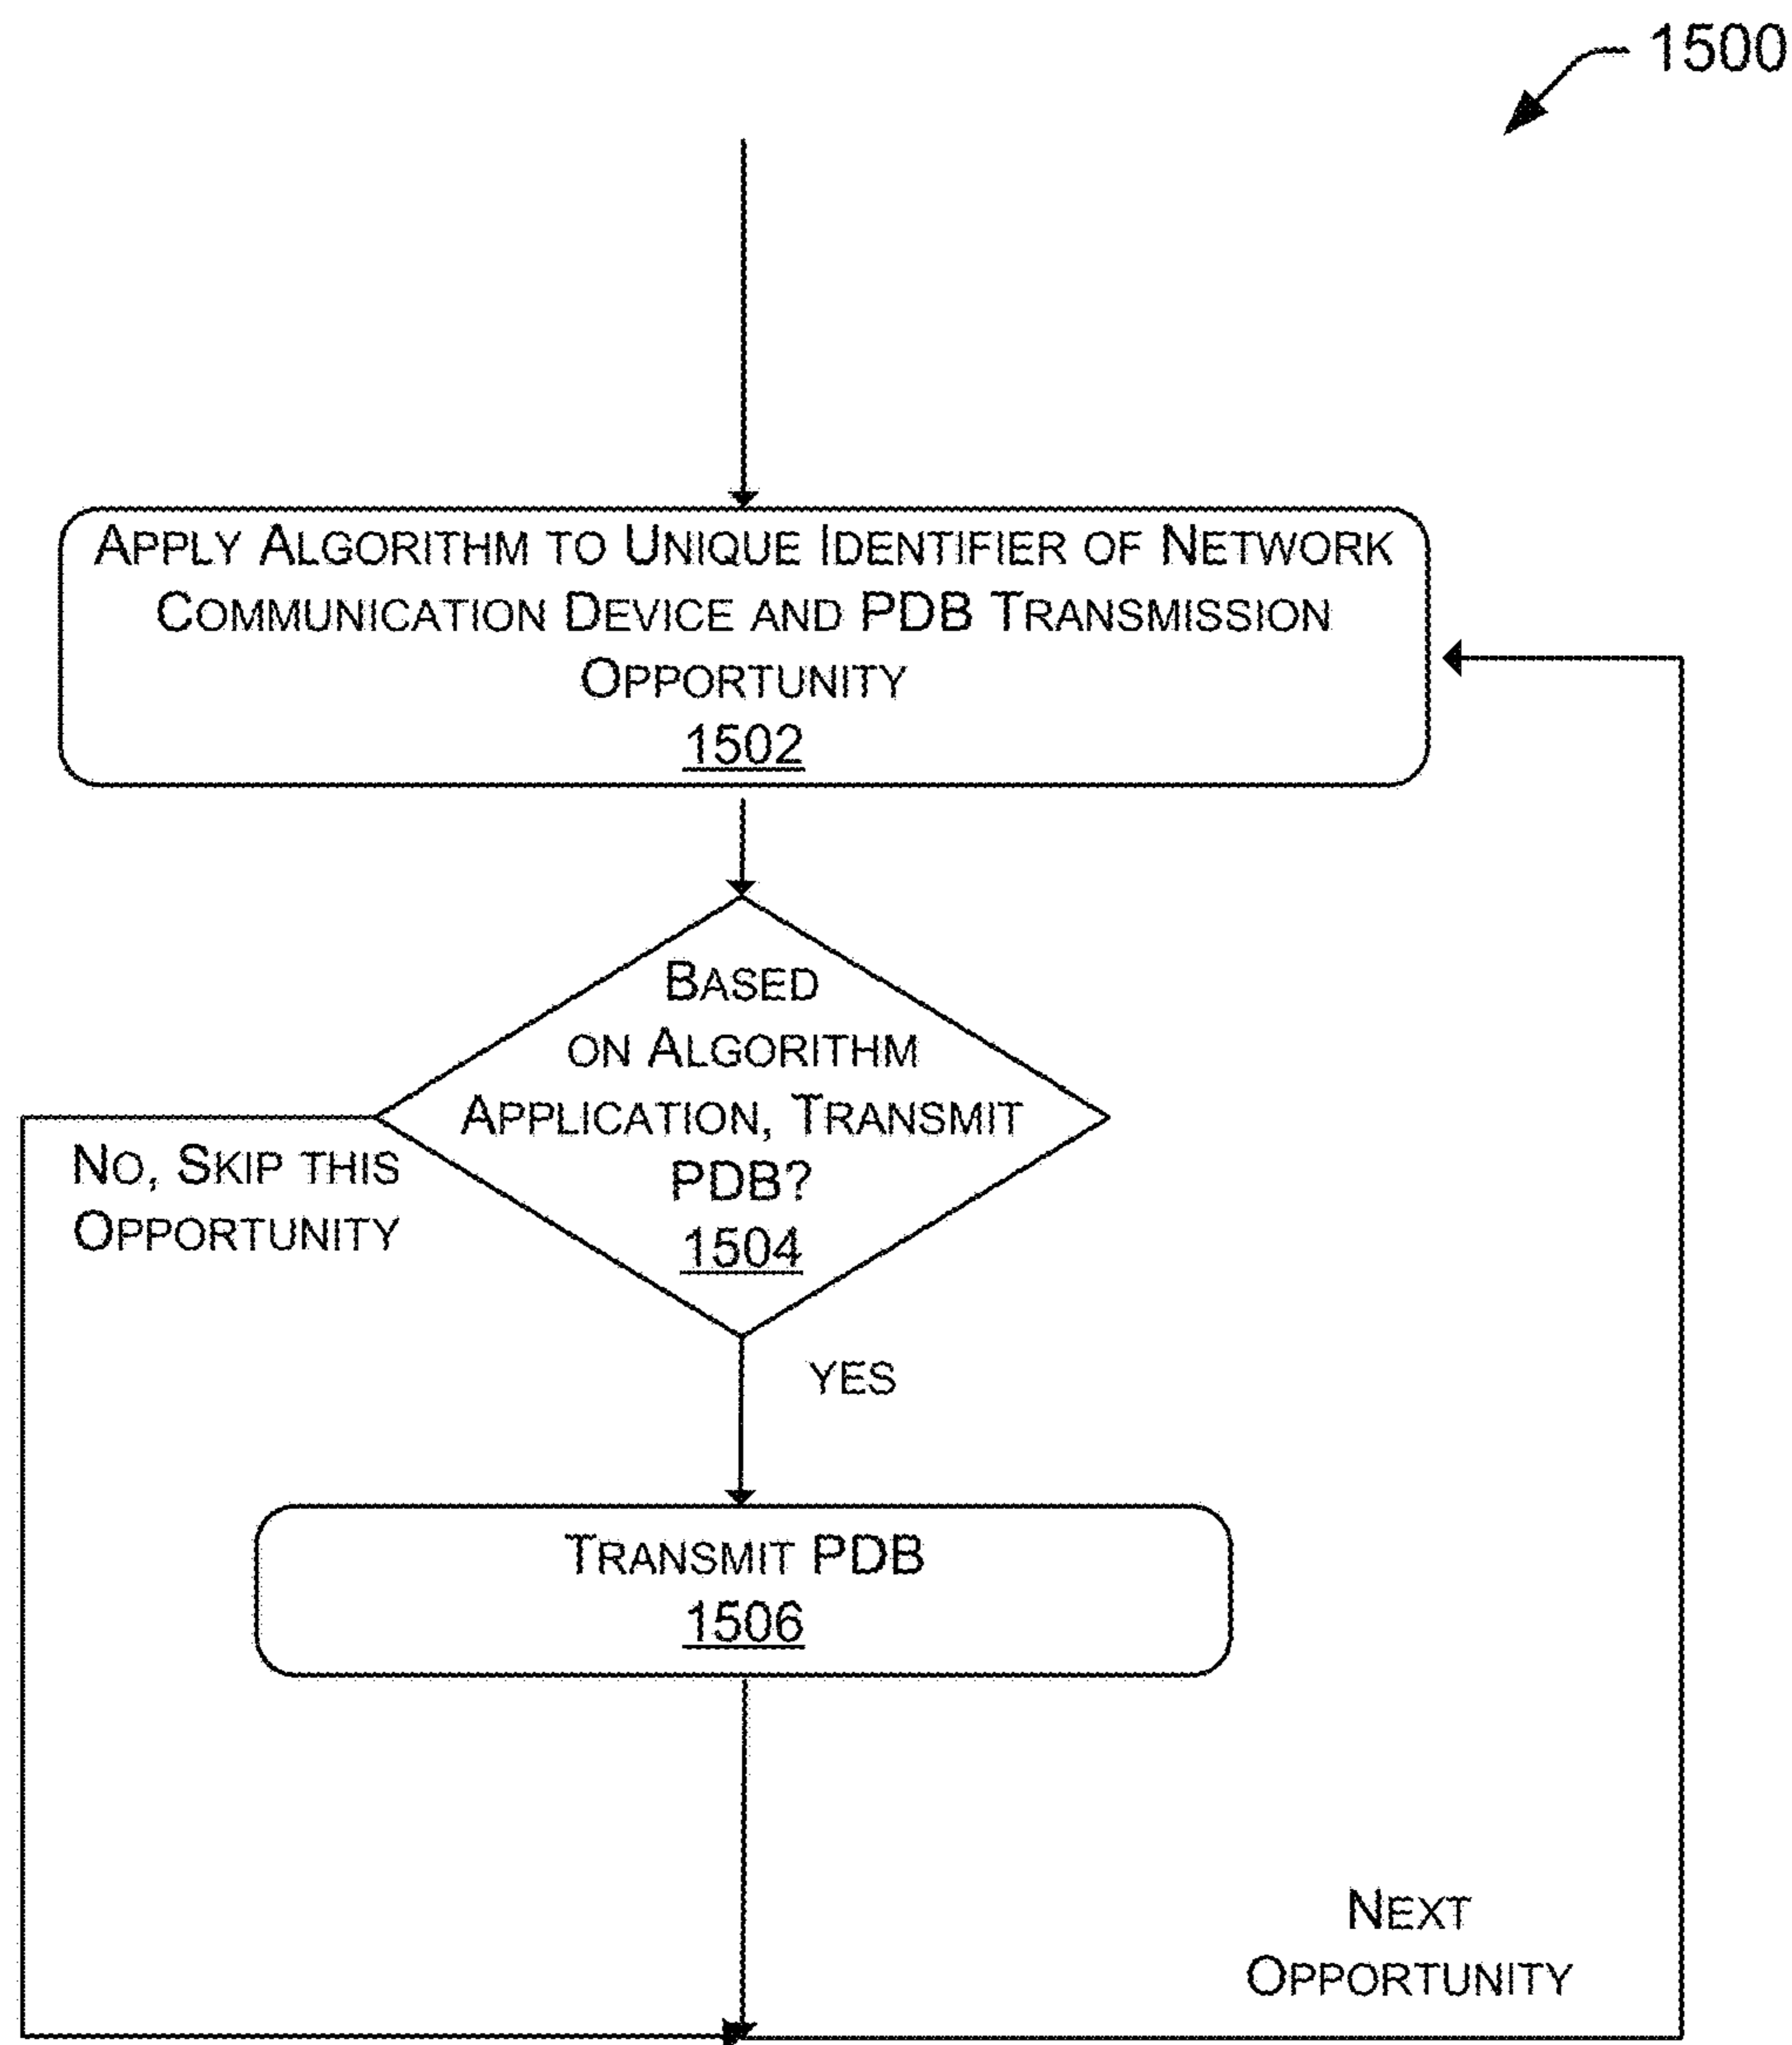 1500
APPLY ALGORITHM TO UNIQUE IDENTIFIER OF NETWORK
COMMUNICATION DEVICE AND PDB TRANSMISSION
OPPORTUNITY
1502
BASED
ON ALGORITHM
APPLICATION, TRANSMIT
PDB?
1504
NO, SKIP THIS
OPPORTUNITY
YES
TRANSMIT PDB
1506
NEXT
OPPORTUNITY